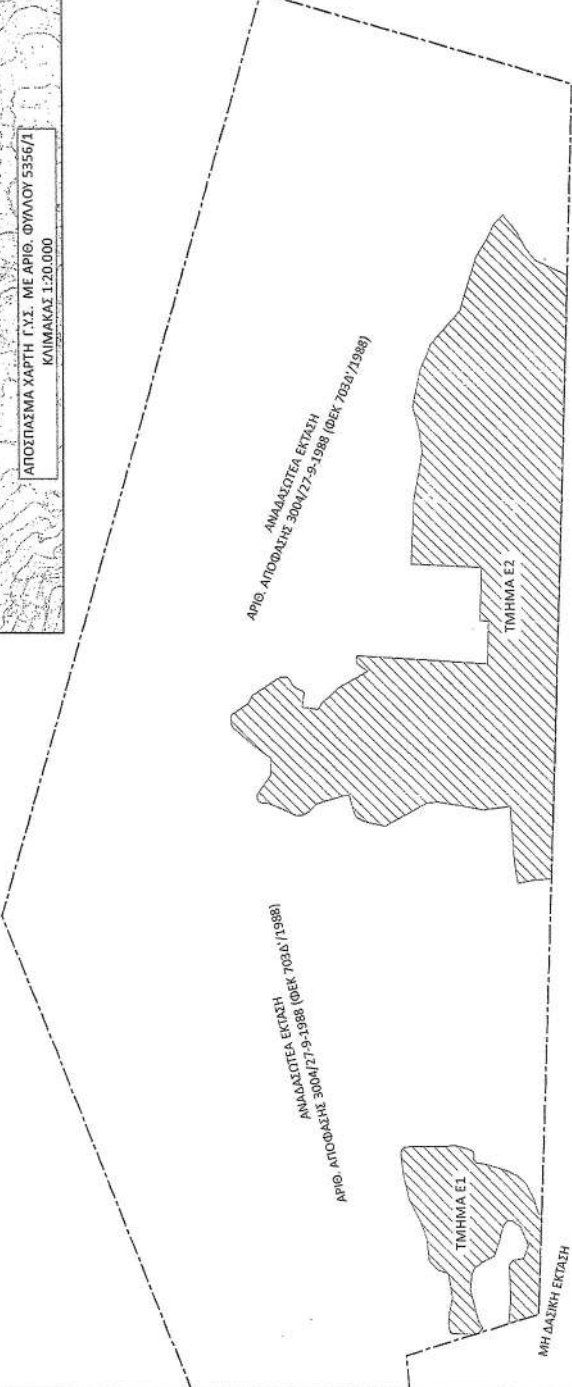 ΑΠΟΣΠΑΣΜΑ ΧΑΡΤΗ Γ.Υ.Σ. ΜΕ ΑΡΙΘ. ΦΥΛΛΟΥ 5356/1
ΚΛΙΜΑΚΑΣ 1:20.000
ΑΝΑΔΑΣΩΤΕΑ ΕΚΤΑΣΗ
ΑΡΙΘ. ΑΠΟΦΑΣΗΣ 3004/27-9-1988 (ΦΕΚ 703Δ'/1988)
ΤΜΗΜΑ Ε2
ΑΝΑΔΑΣΩΤΕΑ ΕΚΤΑΣΗ
ΑΡΙΘ. ΑΠΟΦΑΣΗΣ 3004/27-9-1988 (ΦΕΚ 703Δ'/1988)
ΤΜΗΜΑ Ε1
ΜΗ ΔΑΣΙΚΗ ΕΚΤΑΣΗ